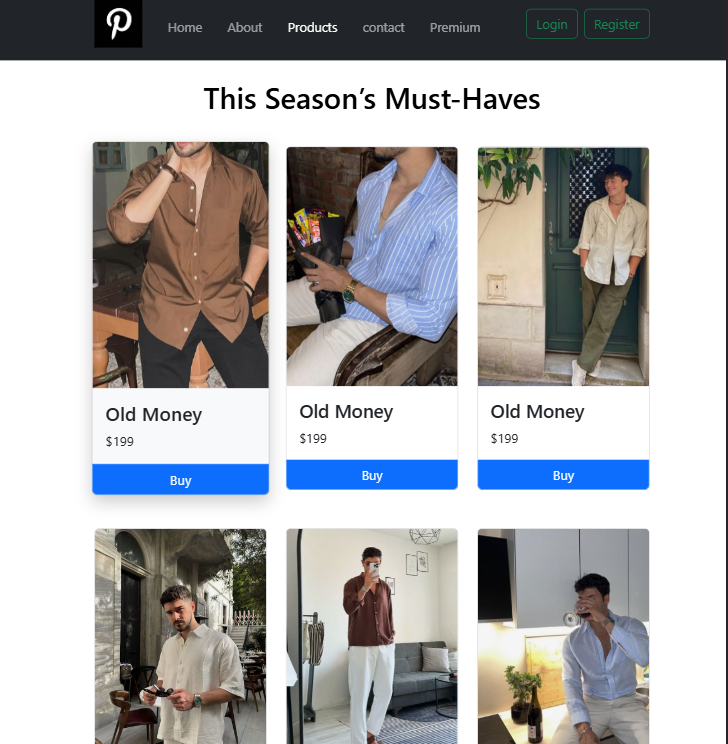 Home About Products contact Premium Login Register
This Season’s Must-Haves
Old Money
$199
Buy
Old Money
$199
Buy
Old Money
$199
Buy